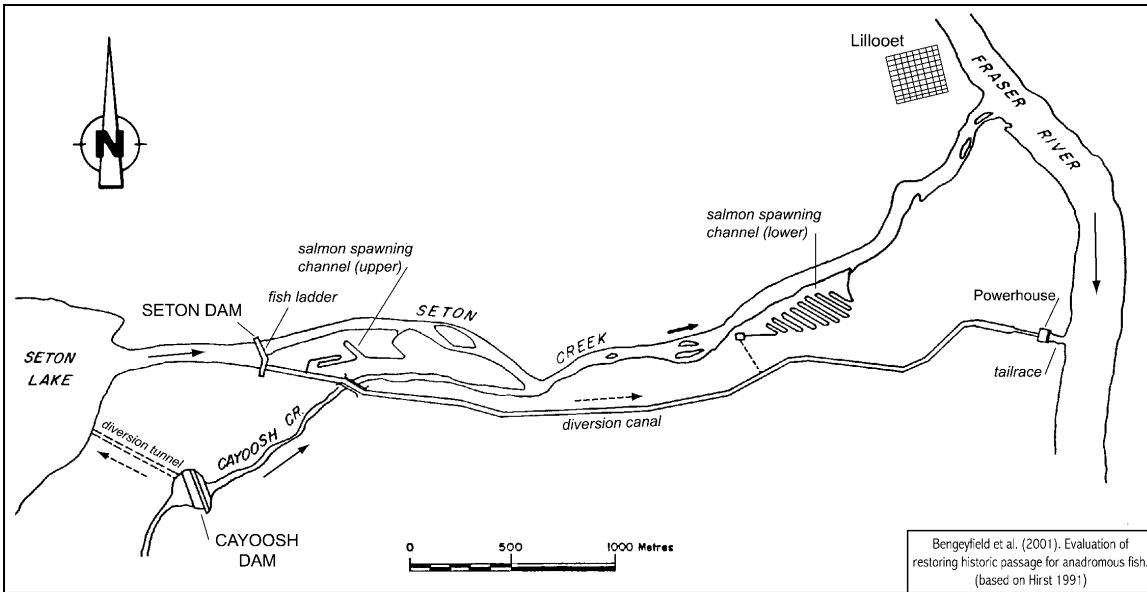 Lillooet
FRASER
RIVER
salmon spawning
channel (lower)
salmon spawning
channel (upper)
fish ladder
SETON DAM
SETON
CREEK
Powerhouse
tailrace
SETON
LAKE
diversion canal
CAYOOSH CR.
diversion tunnel
CAYOOSH
DAM
N
0 500 1000 Metres
Bengeyfield et al. (2001). Evaluation of
restoring historic passage for anadromous fish.
(based on Hirst 1991)